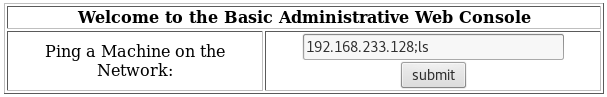 Welcome to the Basic Administrative Web Console
Ping a Machine on the
Network:
192.168.233.128;ls
submit